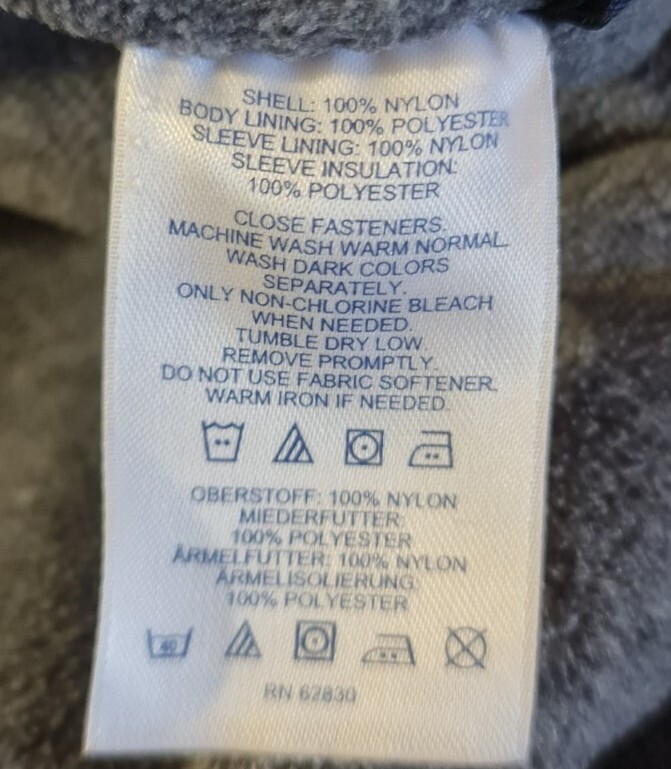 SHELL: 100% NYLON
BODY LINING: 100% POLYESTER
SLEEVE LINING: 100% NYLON
SLEEVE INSULATION:
100% POLYESTER
CLOSE FASTENERS.
MACHINE WASH WARM NORMAL.
WASH DARK COLORS
SEPARATELY.
ONLY NON-CHLORINE BLEACH
WHEN NEEDED.
TUMBLE DRY LOW.
REMOVE PROMPTLY.
DO NOT USE FABRIC SOFTENER.
WARM IRON IF NEEDED.
OBERSTOFF: 100% NYLON
MIEDERFUTTER:
100% POLYESTER
ÄRMELFUTTER: 100% NYLON
ÄRMELISOLIERUNG:
100% POLYESTER
40
RN 62830